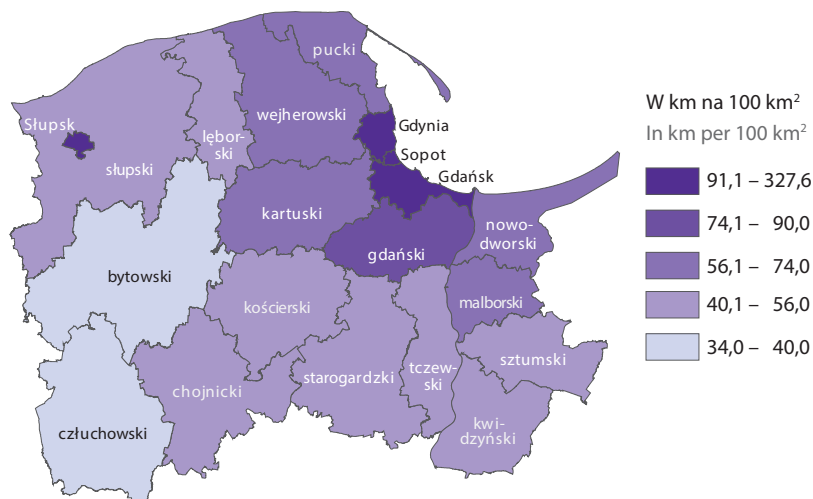 pucki
wejherowski
Słupsk
lębor-
ski
słupski
Gdynia
Sopot
Gdańsk
kartuski
gdański
nowo-
dworski
bytowski
kościerski
malborski
sztumski
tczew-
ski
starogardzki
chojnicki
człuchowski
kwi-
dzyński
W km na 100 km²
In km per 100 km²
91,1 – 327,6
74,1 – 90,0
56,1 – 74,0
40,1 – 56,0
34,0 – 40,0